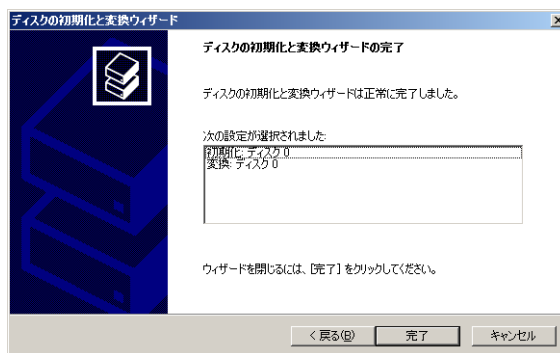 ディスクの初期化と変換ウィザード
ディスクの初期化と変換ウィザードの完了
ディスクの初期化と変換ウィザードは正常に完了しました。
次の設定が選択されました:
初期化: ディスク 0
変換: ディスク 0
ウィザードを閉じるには、[完了] をクリックしてください。
< 戻る(B) 完了 キャンセル